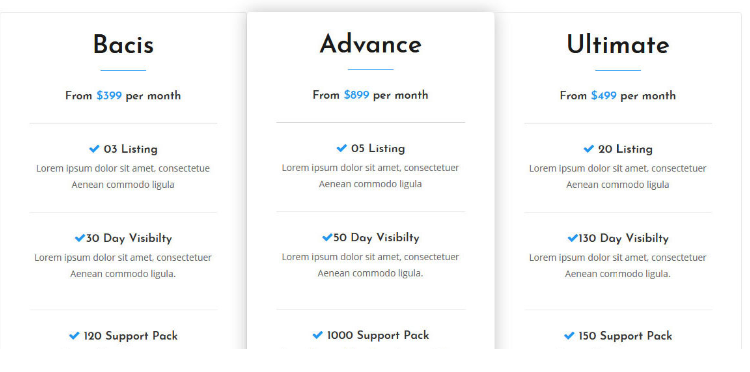 Bacis
From $399 per month
03 Listing
Lorem ipsum dolor sit amet, consectetue
Aenean commodo ligula
30 Day Visibilty
Lorem ipsum dolor sit amet, consectetuer
Aenean commodo ligula.
120 Support Pack
Advance
From $899 per month
05 Listing
Lorem ipsum dolor sit amet, consectetuer
Aenean commodo ligula
50 Day Visibilty
Lorem ipsum dolor sit amet, consectetuer
Aenean commodo ligula.
1000 Support Pack
Ultimate
From $499 per month
20 Listing
Lorem ipsum dolor sit amet, consectetuer
Aenean commodo ligula
130 Day Visibilty
Lorem ipsum dolor sit amet, consectetuer
Aenean commodo ligula.
150 Support Pack